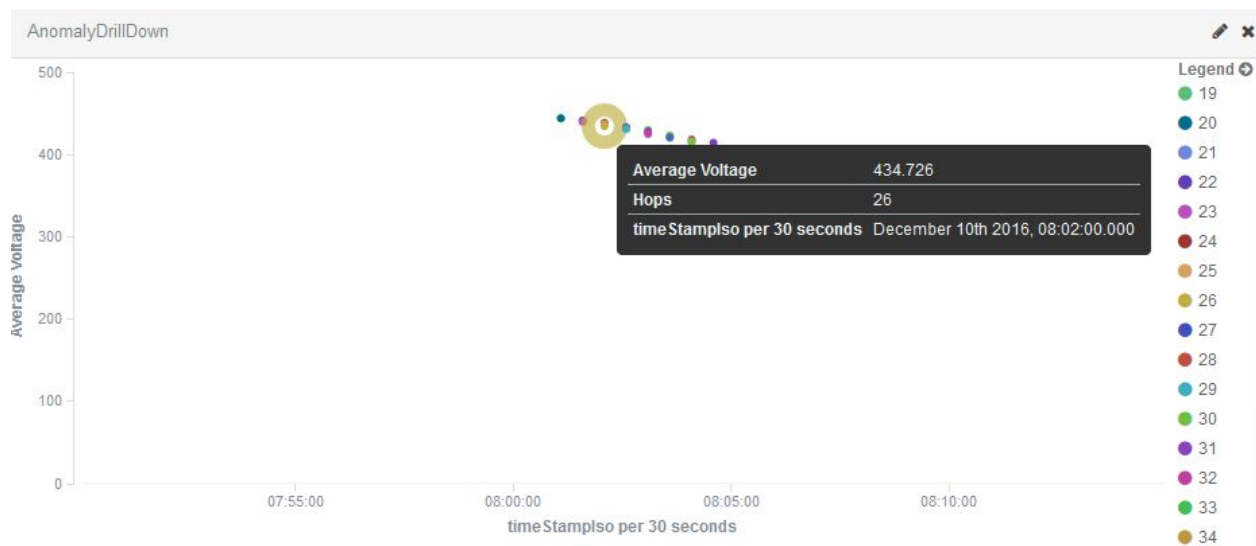 AnomalyDrillDown
500
400
300
200
100
0
Average Voltage
Average Voltage 434.726
Hops 26
timeStampIso per 30 seconds December 10th 2016, 08:02:00.000
07:55:00 08:00:00 08:05:00 08:10:00
timeStampIso per 30 seconds
Legend
19
20
21
22
23
24
25
26
27
28
29
30
31
32
33
34